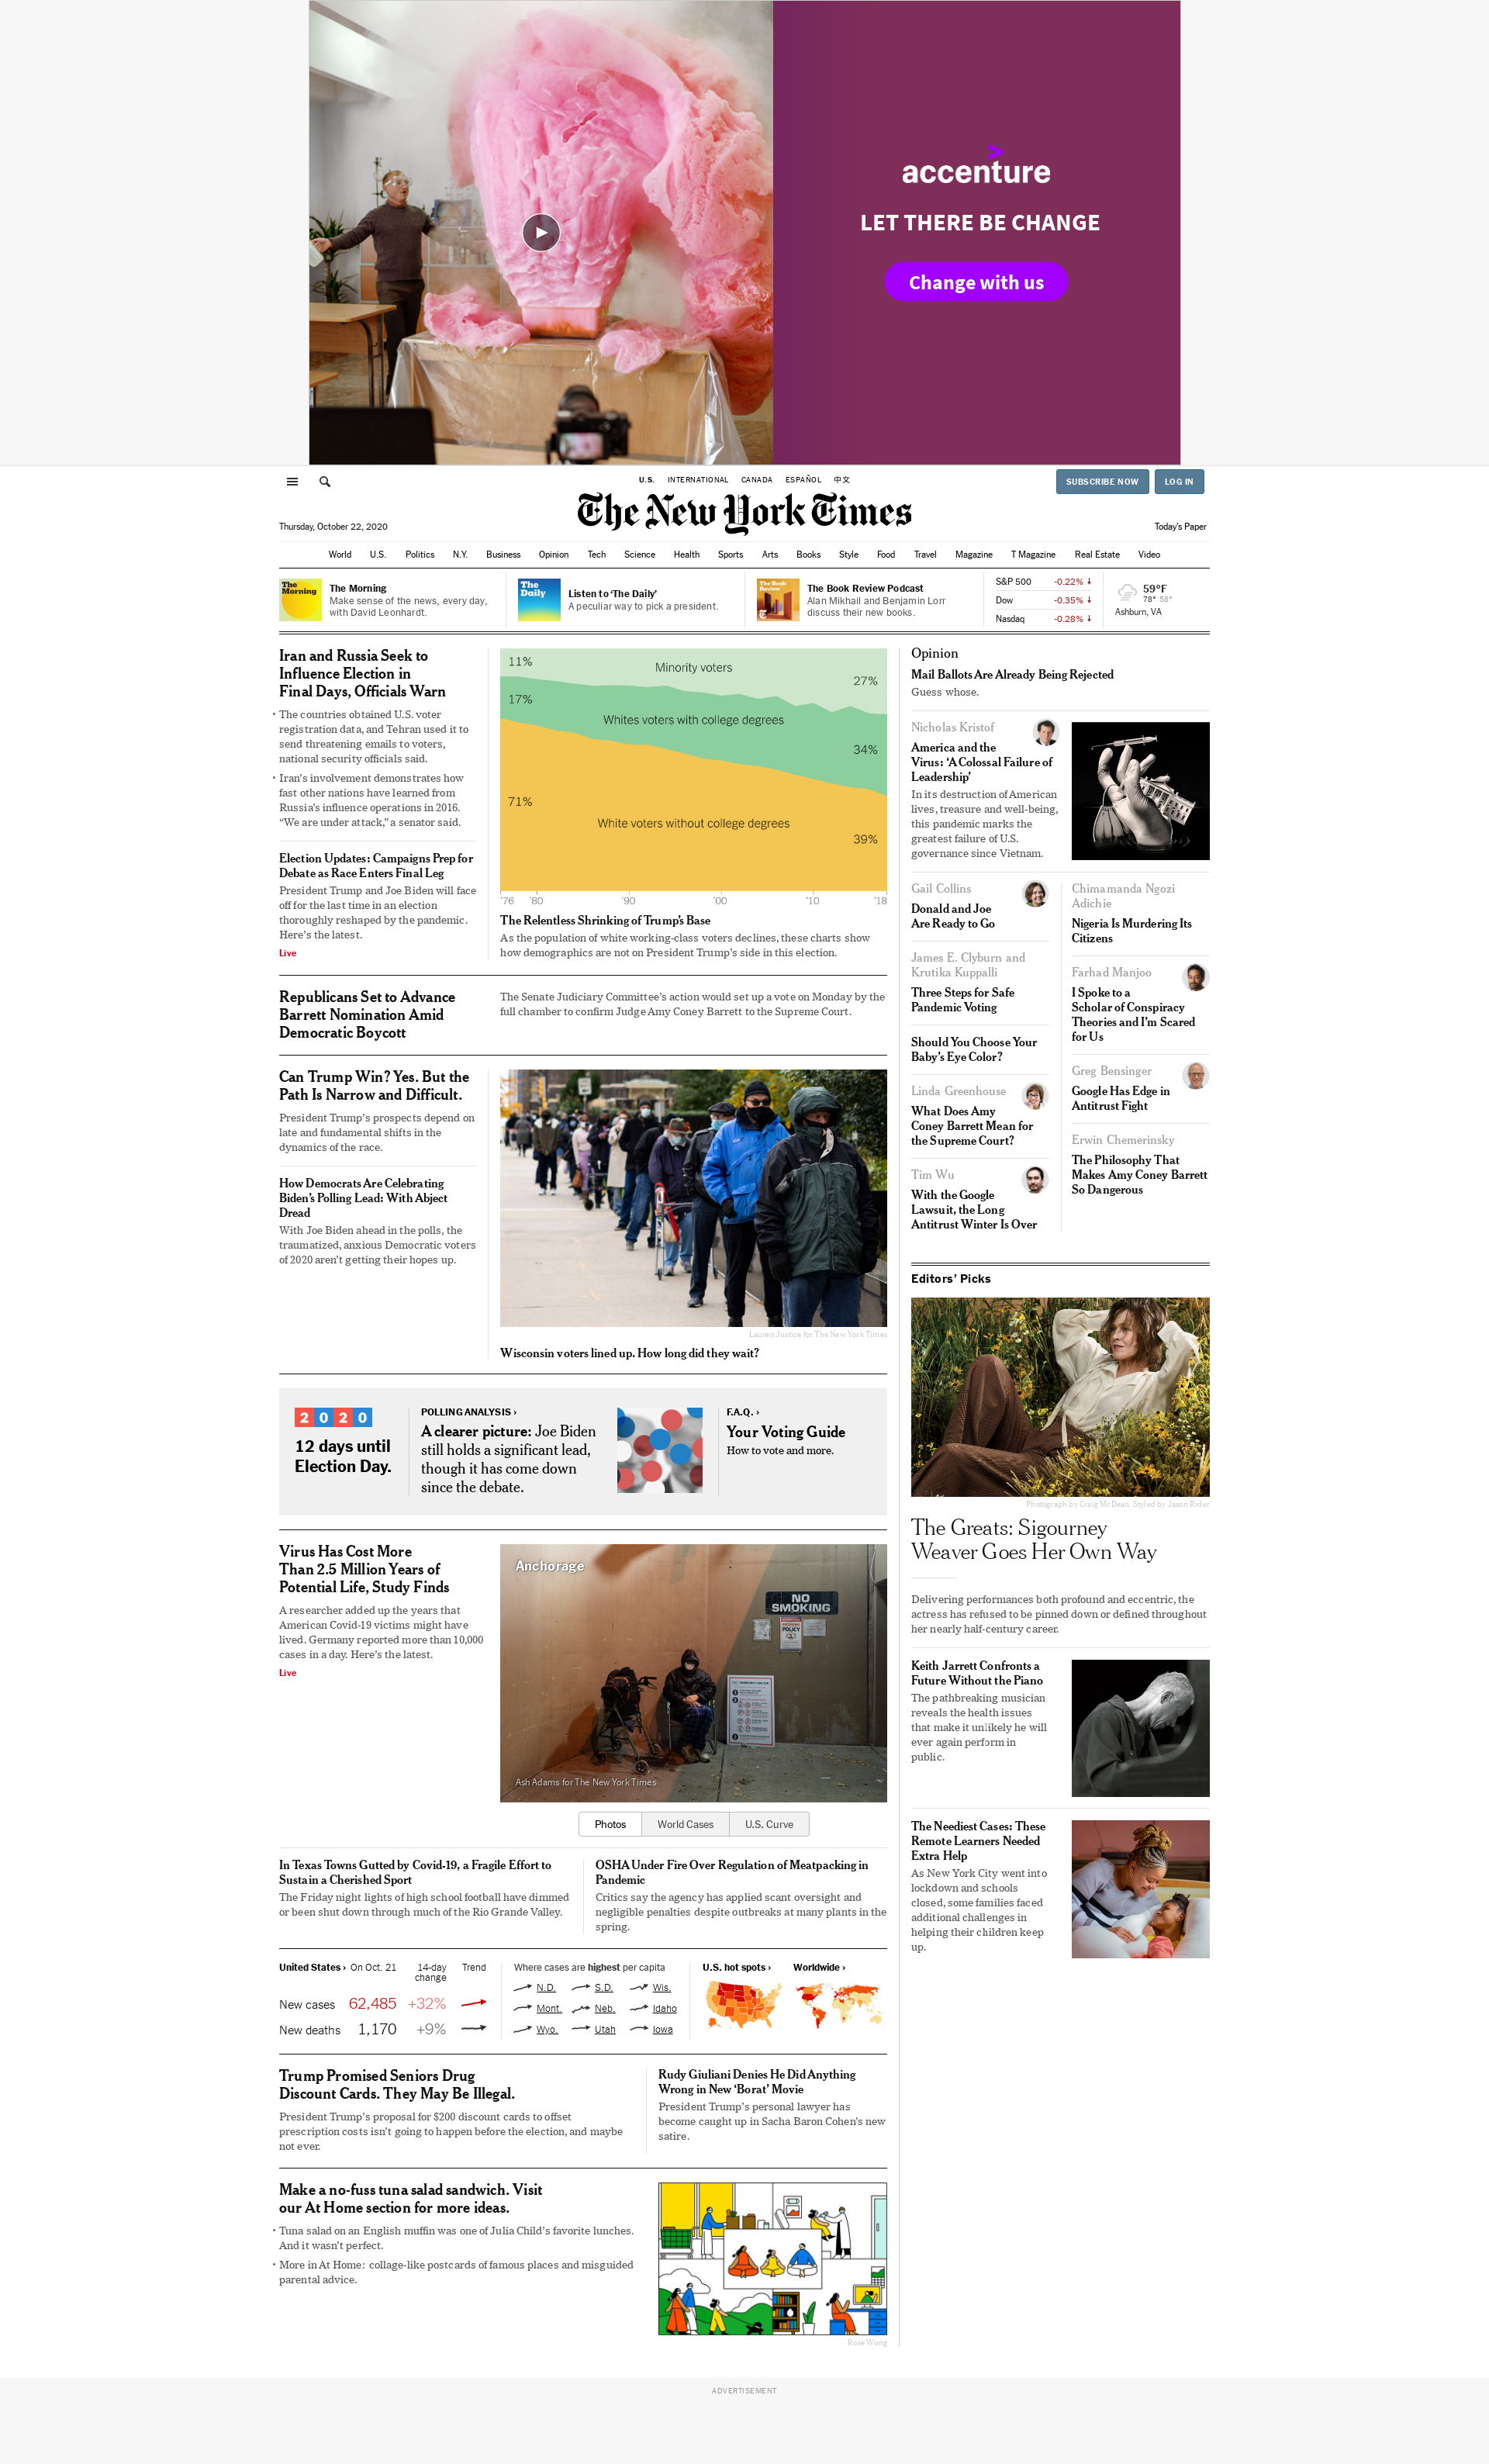 accenture
LET THERE BE CHANGE
Change with us
U.S. INTERNATIONAL CANADA ESPAÑOL 中文
SUBSCRIBE NOW LOG IN
The New York Times
Thursday, October 22, 2020
Today's Paper
World U.S. Politics N.Y. Business Opinion Tech Science Health Sports Arts Books Style Food Travel Magazine T Magazine Real Estate Video
The Morning
The Morning
Make sense of the news, every day,
with David Leonhardt.
The Daily
Listen to ‘The Daily’
A peculiar way to pick a president.
The Book Review
The Book Review Podcast
Alan Mikhail and Benjamin Lorr
discuss their new books.
S&P 500 -0.22% ↓
Dow -0.35% ↓
Nasdaq -0.28% ↓
59°F
78° 58°
Ashburn, VA
Iran and Russia Seek to
Influence Election in
Final Days, Officials Warn
• The countries obtained U.S. voter
registration data, and Tehran used it to
send threatening emails to voters,
national security officials said.
• Iran’s involvement demonstrates how
fast other nations have learned from
Russia’s influence operations in 2016.
“We are under attack,” a senator said.
Election Updates: Campaigns Prep for
Debate as Race Enters Final Leg
President Trump and Joe Biden will face
off for the last time in an election
thoroughly reshaped by the pandemic.
Here’s the latest.
Live
11%
Minority voters
27%
17%
Whites voters with college degrees
34%
71%
White voters without college degrees
39%
’76 ’80 ’90 ’00 ’10 ’18
The Relentless Shrinking of Trump’s Base
As the population of white working-class voters declines, these charts show
how demographics are not on President Trump’s side in this election.
Republicans Set to Advance
Barrett Nomination Amid
Democratic Boycott
The Senate Judiciary Committee’s action would set up a vote on Monday by the
full chamber to confirm Judge Amy Coney Barrett to the Supreme Court.
Can Trump Win? Yes. But the
Path Is Narrow and Difficult.
President Trump’s prospects depend on
late and fundamental shifts in the
dynamics of the race.
How Democrats Are Celebrating
Biden’s Polling Lead: With Abject
Dread
With Joe Biden ahead in the polls, the
traumatized, anxious Democratic voters
of 2020 aren’t getting their hopes up.
Lauren Justice for The New York Times
Wisconsin voters lined up. How long did they wait?
2020
12 days until
Election Day.
POLLING ANALYSIS ›
A clearer picture: Joe Biden
still holds a significant lead,
though it has come down
since the debate.
F.A.Q. ›
Your Voting Guide
How to vote and more.
Virus Has Cost More
Than 2.5 Million Years of
Potential Life, Study Finds
A researcher added up the years that
American Covid-19 victims might have
lived. Germany reported more than 10,000
cases in a day. Here’s the latest.
Live
Anchorage
NO
SMOKING
POLICY
Ash Adams for The New York Times
Photos World Cases U.S. Curve
In Texas Towns Gutted by Covid-19, a Fragile Effort to
Sustain a Cherished Sport
The Friday night lights of high school football have dimmed
or been shut down through much of the Rio Grande Valley.
OSHA Under Fire Over Regulation of Meatpacking in
Pandemic
Critics say the agency has applied scant oversight and
negligible penalties despite outbreaks at many plants in the
spring.
United States › On Oct. 21 14-day
change Trend
New cases 62,485 +32%
New deaths 1,170 +9%
Where cases are highest per capita
N.D. S.D. Wis.
Mont. Neb. Idaho
Wyo. Utah Iowa
U.S. hot spots › Worldwide ›
Trump Promised Seniors Drug
Discount Cards. They May Be Illegal.
President Trump’s proposal for $200 discount cards to offset
prescription costs isn’t going to happen before the election, and maybe
not ever.
Rudy Giuliani Denies He Did Anything
Wrong in New ‘Borat’ Movie
President Trump’s personal lawyer has
become caught up in Sacha Baron Cohen’s new
satire.
Make a no-fuss tuna salad sandwich. Visit
our At Home section for more ideas.
• Tuna salad on an English muffin was one of Julia Child’s favorite lunches.
And it wasn’t perfect.
• More in At Home: collage-like postcards of famous places and misguided
parental advice.
Rose Wong
Opinion
Mail Ballots Are Already Being Rejected
Guess whose.
Nicholas Kristof
America and the
Virus: ‘A Colossal Failure of
Leadership’
In its destruction of American
lives, treasure and well-being,
this pandemic marks the
greatest failure of U.S.
governance since Vietnam.
Gail Collins
Donald and Joe
Are Ready to Go
James E. Clyburn and
Krutika Kuppalli
Three Steps for Safe
Pandemic Voting
Should You Choose Your
Baby’s Eye Color?
Linda Greenhouse
What Does Amy
Coney Barrett Mean for
the Supreme Court?
Tim Wu
With the Google
Lawsuit, the Long
Antitrust Winter Is Over
Chimamanda Ngozi
Adichie
Nigeria Is Murdering Its
Citizens
Farhad Manjoo
I Spoke to a
Scholar of Conspiracy
Theories and I’m Scared
for Us
Greg Bensinger
Google Has Edge in
Antitrust Fight
Erwin Chemerinsky
The Philosophy That
Makes Amy Coney Barrett
So Dangerous
Editors’ Picks
Photograph by Craig McDean. Styled by Jason Rider
The Greats: Sigourney
Weaver Goes Her Own Way
Delivering performances both profound and eccentric, the
actress has refused to be pinned down or defined throughout
her nearly half-century career.
Keith Jarrett Confronts a
Future Without the Piano
The pathbreaking musician
reveals the health issues
that make it unlikely he will
ever again perform in
public.
The Neediest Cases: These
Remote Learners Needed
Extra Help
As New York City went into
lockdown and schools
closed, some families faced
additional challenges in
helping their children keep
up.
ADVERTISEMENT